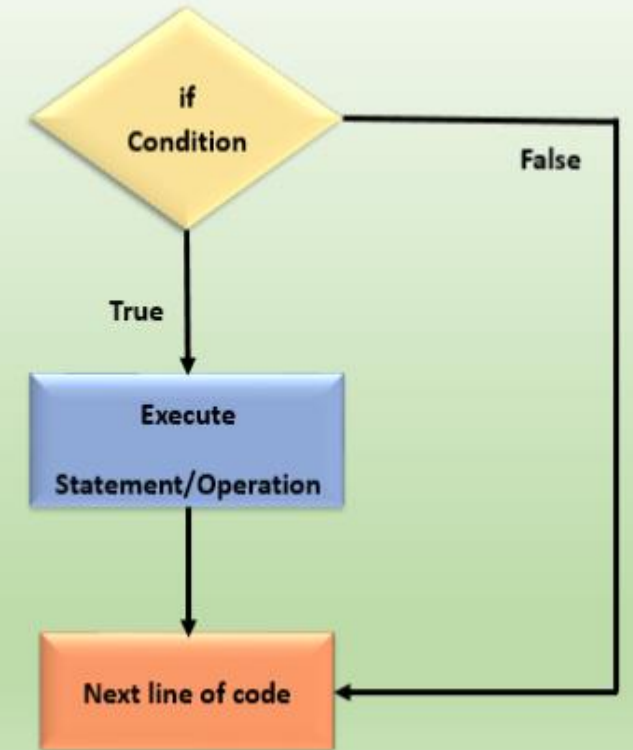 if
Condition
False
True
Execute
Statement/Operation
Next line of code